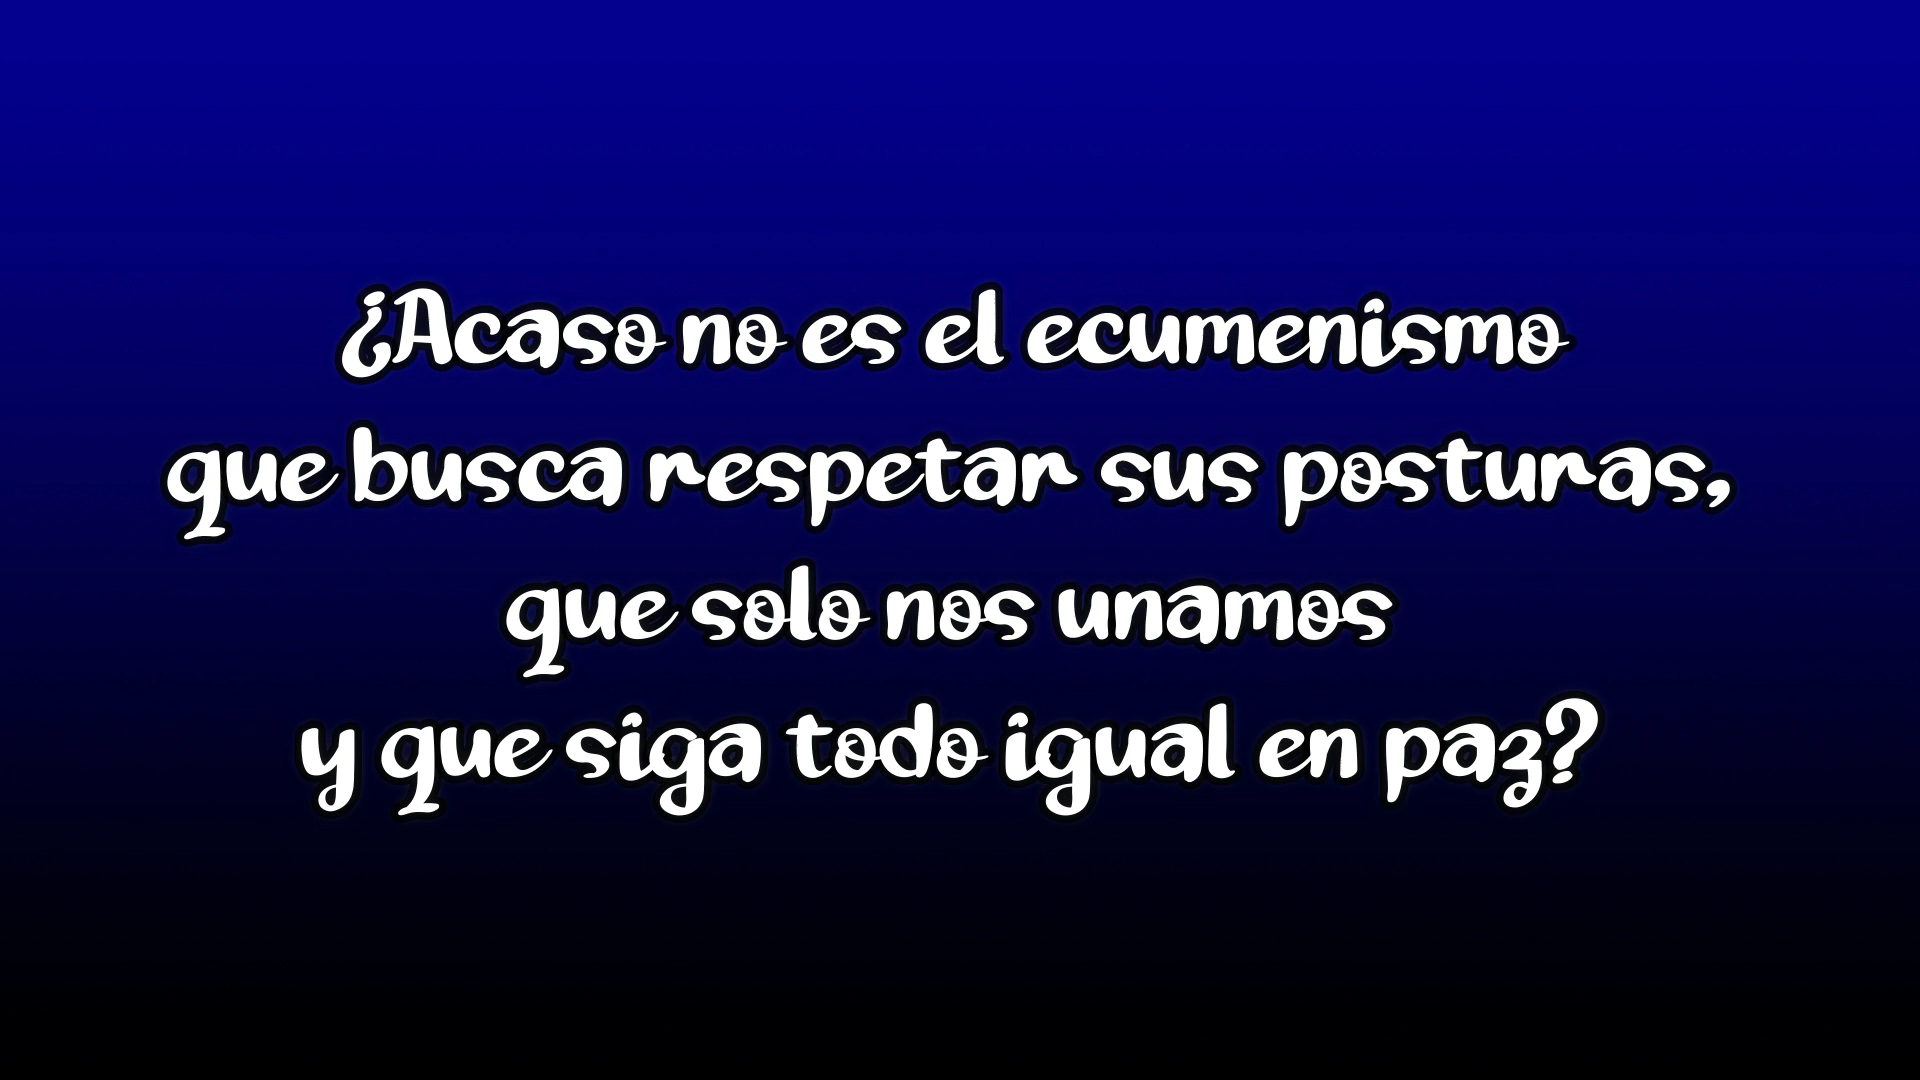 ¿Acaso no es el ecumenismo
que busca respetar sus posturas,
que solo nos unamos
y que siga todo igual en paz?